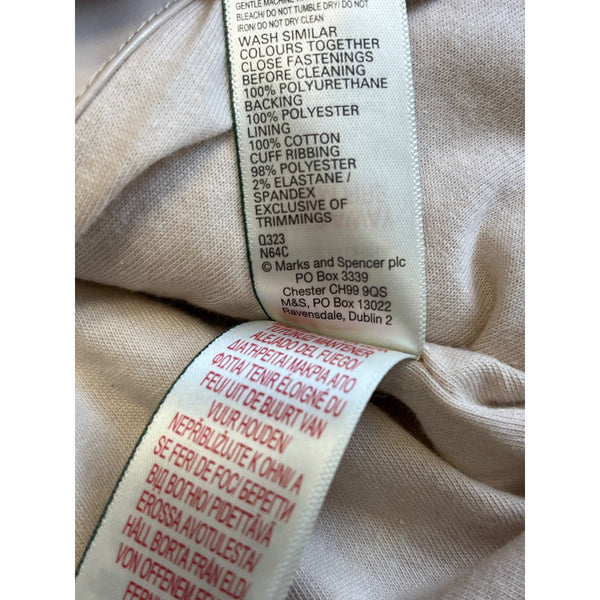 GENTLE MACHINE
BLEACH/ DO NOT TUMBLE DRY/ DO NOT
IRON/ DO NOT DRY CLEAN
WASH SIMILAR
COLOURS TOGETHER
CLOSE FASTENINGS
BEFORE CLEANING
100% POLYURETHANE
BACKING
100% POLYESTER
LINING
100% COTTON
CUFF RIBBING
98% POLYESTER
2% ELASTANE /
SPANDEX
EXCLUSIVE OF
TRIMMINGS
Q323
N64C
© Marks and Spencer plc
PO Box 3339
Chester CH99 9QS
M&S, PO Box 13022
Ravensdale, Dublin 2
MANTENER
ALEJADO DEL FUEGO/
ΔΙΑΤΗΡΕΙΤΑΙ ΜΑΚΡΙΑ ΑΠΟ
ΦΩΤΙΑ/ TENIR ÉLOIGNÉ DU
FEU/ UIT DE BUURT VAN
VUUR HOUDEN/
NEPŘIBLIŽUJTE K OHNI/ A
SE FERI DE FOC/ БЕРЕГТИ
ВІД ВОГНЮ/ PIDETTÄVÄ
EROSSA AVOTULESTA/
HÅLL BORTA FRÅN ELD/
VON OFFENEM FEUER